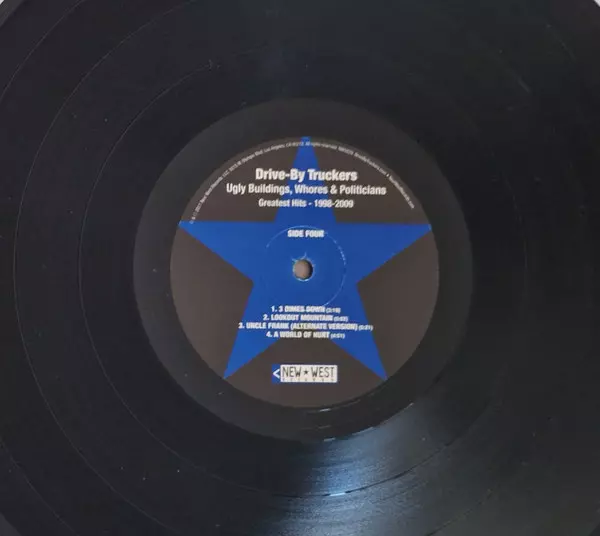 Drive-By Truckers
Ugly Buildings, Whores & Politicians
Greatest Hits - 1998-2009
SIDE FOUR
1. 3 DIMES DOWN
2. LOOKOUT MOUNTAIN
3. UNCLE FRANK (ALTERNATE VERSION)
4. A WORLD OF HURT
NEW ★ WEST
RECORDS